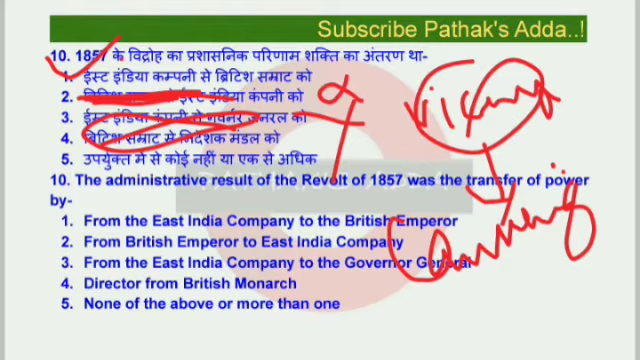 Subscribe Pathak's Adda..!
10. 1857 के विद्रोह का प्रशासनिक परिणाम शक्ति का अंतरण था-
1. ईस्ट इंडिया कम्पनी से ब्रिटिश सम्राट को
2. ईस्ट इंडिया कंपनी को
3. ईस्ट इंडिया कंपनी से गवर्नर जनरल को
4. ब्रिटिश सम्राट से निदेशक मंडल को
5. उपर्युक्त में से कोई नहीं या एक से अधिक
10. The administrative result of the Revolt of 1857 was the transfer of power
by-
1. From the East India Company to the British Emperor
2. From British Emperor to East India Company
3. From the East India Company to the Governor General
4. Director from British Monarch
5. None of the above or more than one